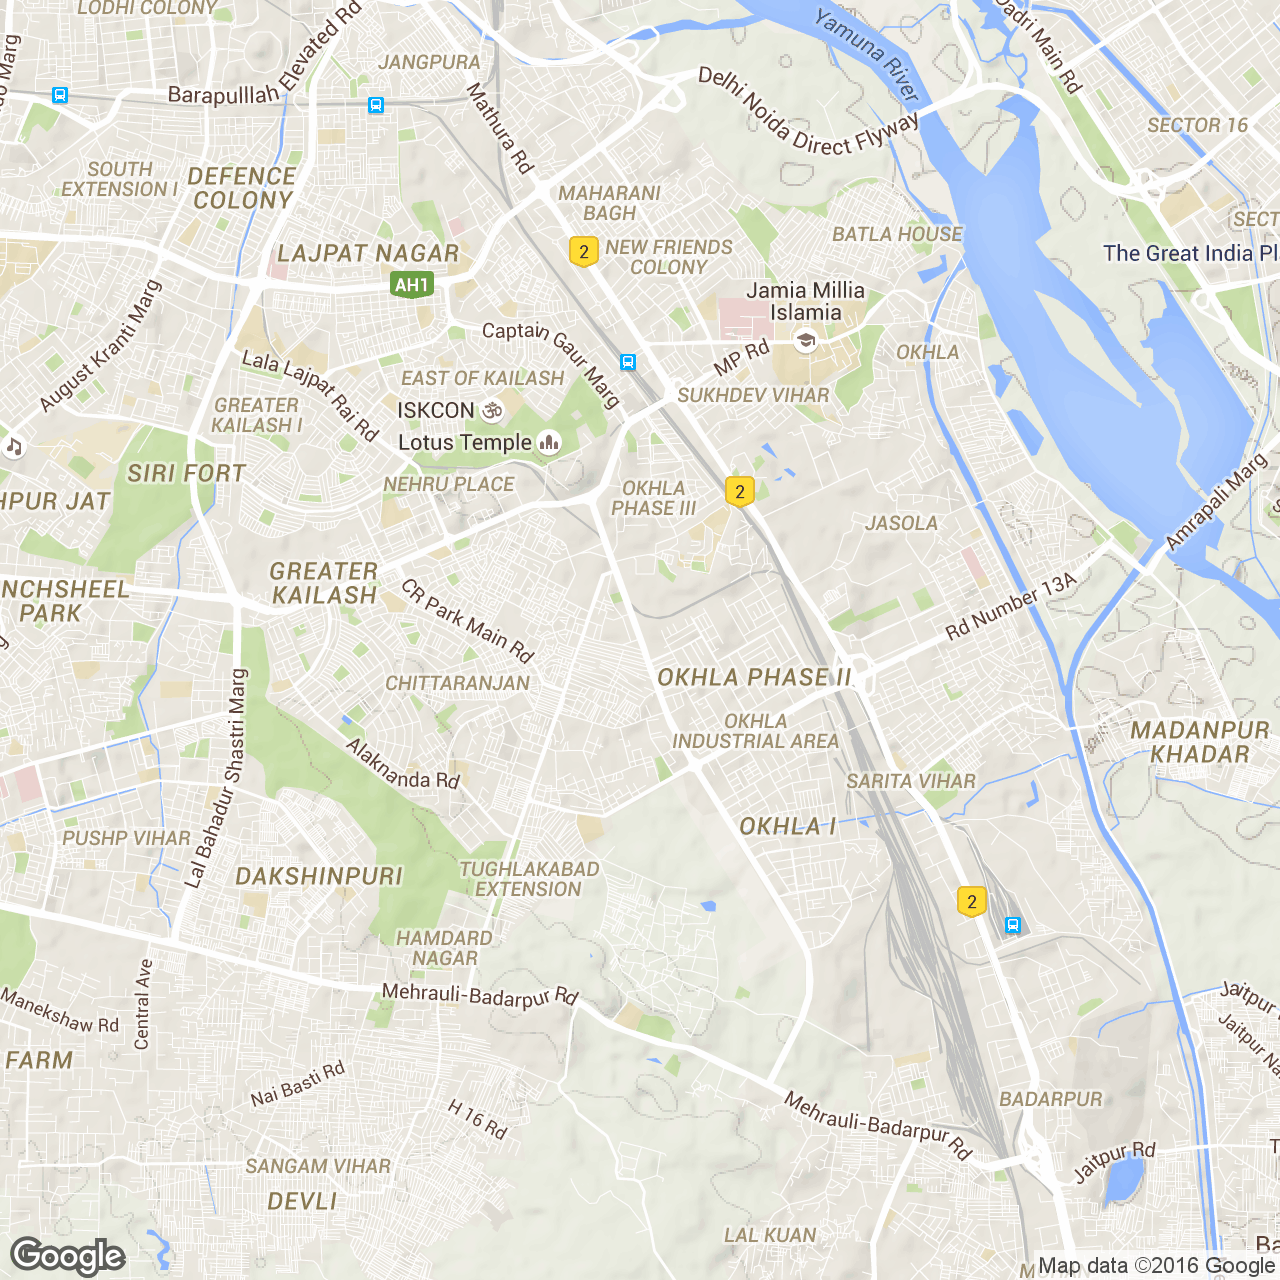 LODHI COLONY
Barapulllah Elevated Rd
JANGPURA
Mathura Rd
Yamuna River
Dadri Main Rd
Delhi Noida Direct Flyway
SECTOR 16
SOUTH
EXTENSION I
DEFENCE
COLONY
MAHARANI
BAGH
LAJPAT NAGAR
2
NEW FRIENDS
COLONY
BATLA HOUSE
The Great India Pl
AH1
August Kranti Marg
Captain Gaur Marg
Jamia Millia
Islamia
MP Rd
OKHLA
Lala Lajpat Rai Rd
EAST OF KAILASH
SUKHDEV VIHAR
GREATER
KAILASH I
ISKCON
Lotus Temple
SIRI FORT
NEHRU PLACE
OKHLA
PHASE III
2
JASOLA
Amrapali Marg
HPUR JAT
NCHSHEEL
PARK
GREATER
KAILASH
CR Park Main Rd
Rd Number 13A
CHITTARANJAN
OKHLA PHASE II
OKHLA
INDUSTRIAL AREA
MADANPUR
KHADAR
Lal Bahadur Shastri Marg
Alaknanda Rd
SARITA VIHAR
PUSHP VIHAR
OKHLA I
DAKSHINPURI
TUGHLAKABAD
EXTENSION
2
HAMDARD
NAGAR
Mehrauli-Badarpur Rd
Manekshaw Rd
Central Ave
FARM
Nai Basti Rd
H 16 Rd
Jaitpur
Jaitpur Na
BADARPUR
Mehrauli-Badarpur Rd
Jaitpur Rd
SANGAM VIHAR
DEVLI
LAL KUAN
Ba
Google
Map data ©2016 Google